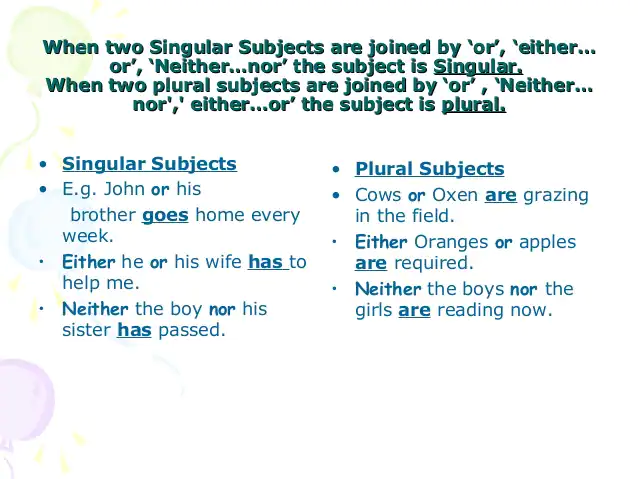 When two Singular Subjects are joined by ‘or’, ‘either…
or’, ‘Neither…nor’ the subject is Singular.
When two plural subjects are joined by ‘or’ , ‘Neither…
nor',' either…or’ the subject is plural.
• Singular Subjects
• E.g. John or his
brother goes home every
week.
• Either he or his wife has to
help me.
• Neither the boy nor his
sister has passed.
• Plural Subjects
• Cows or Oxen are grazing
in the field.
• Either Oranges or apples
are required.
• Neither the boys nor the
girls are reading now.